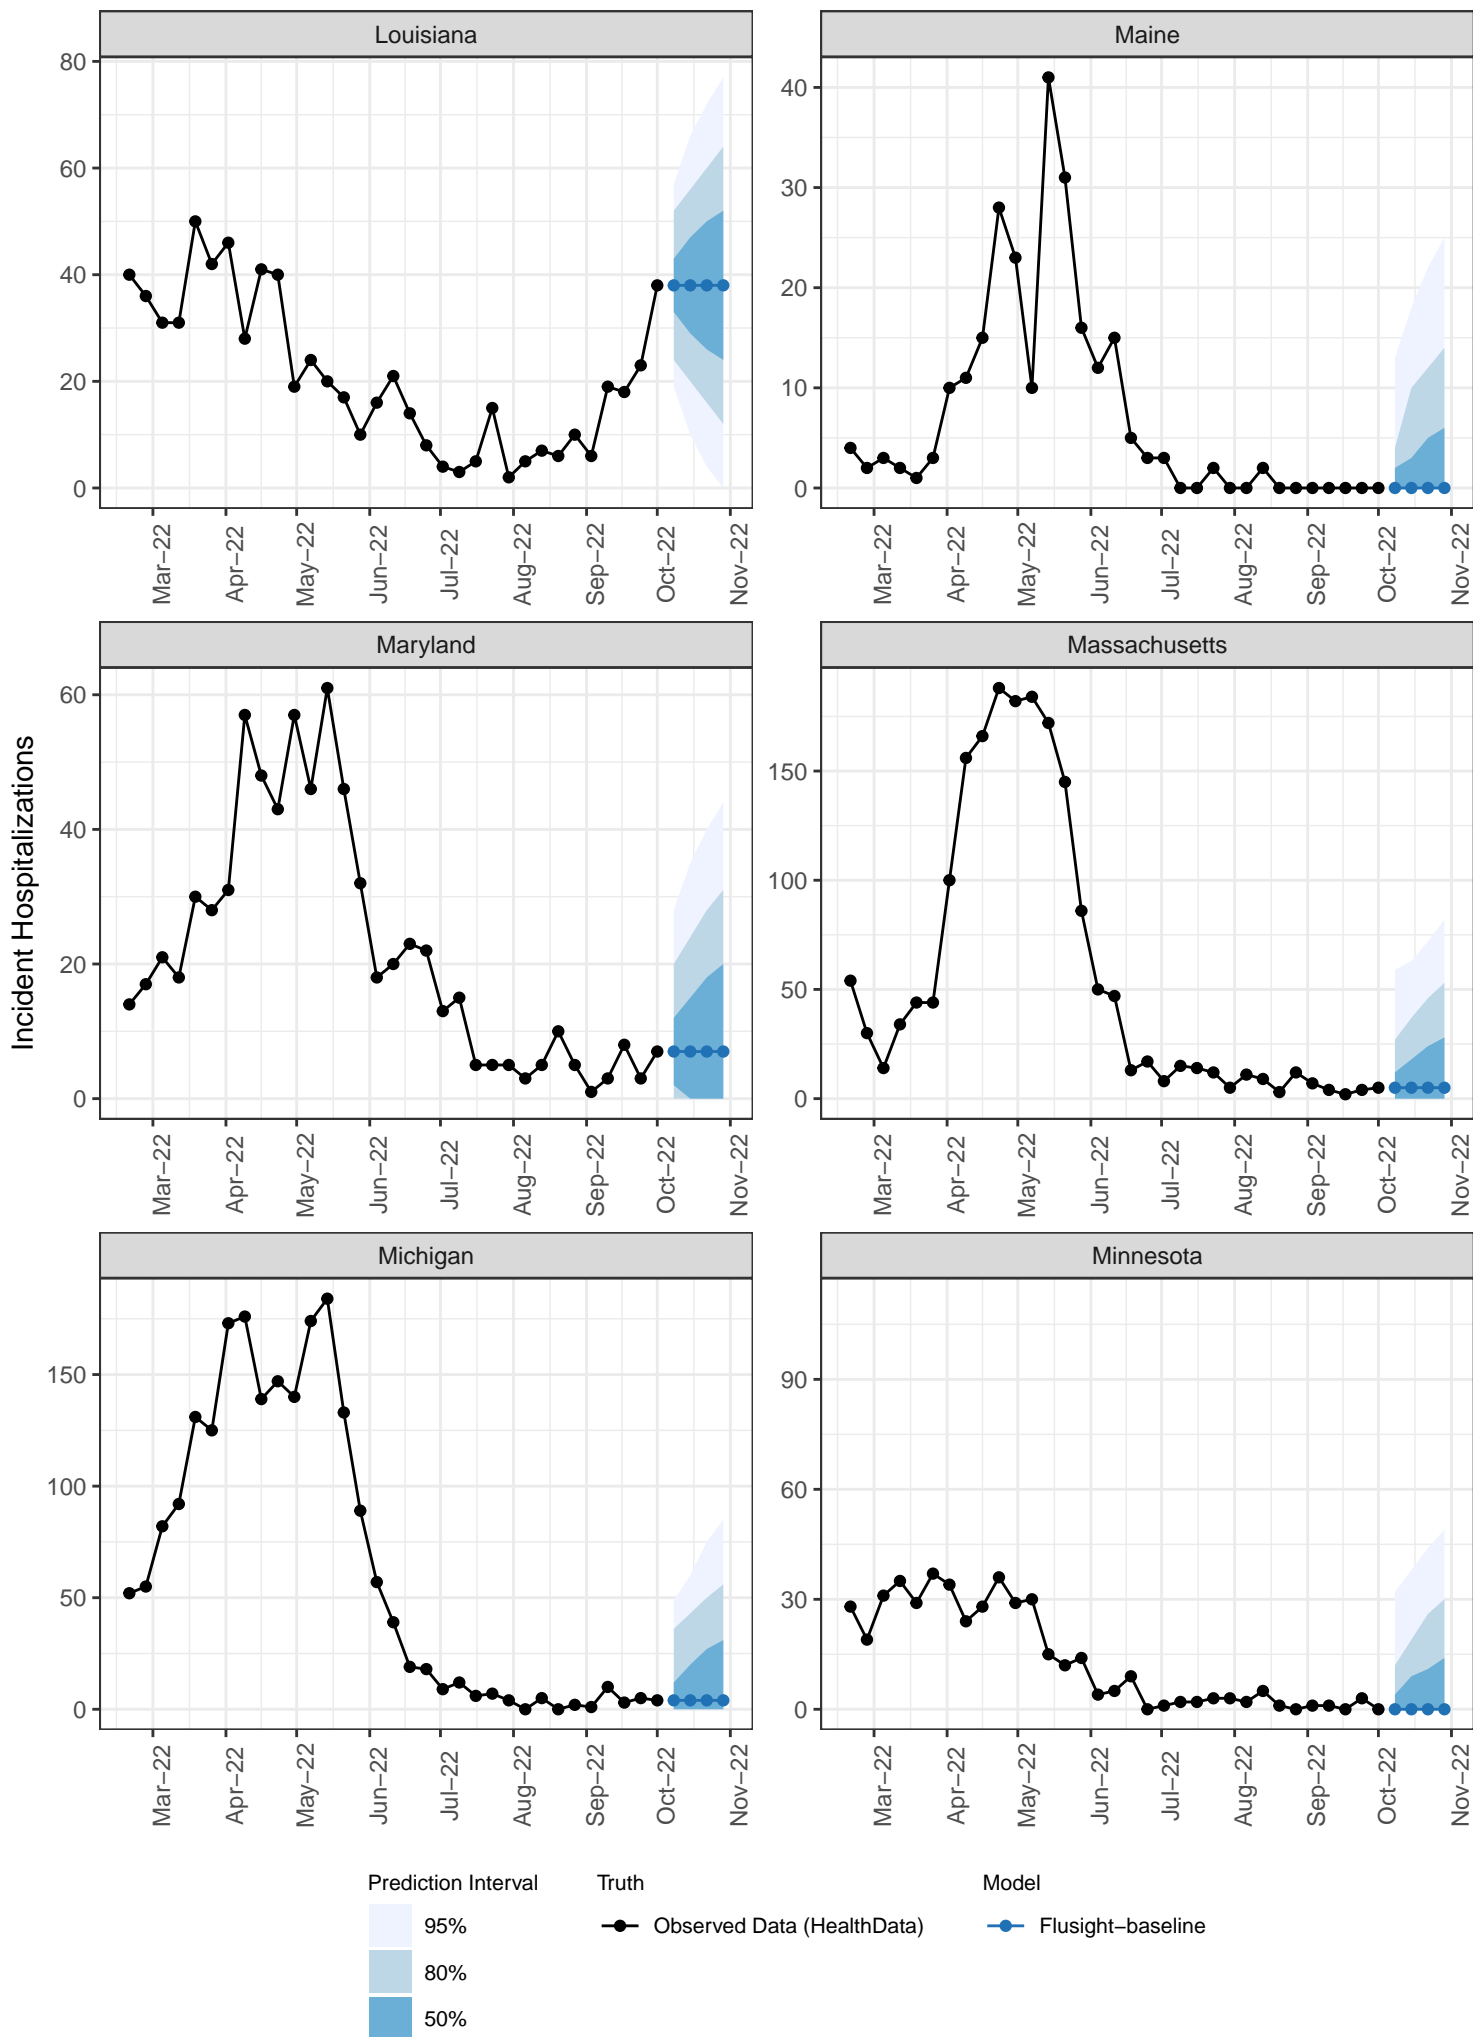 Louisiana
Maine
80
60
40
20
0
40
30
20
10
0
Mar−22
Apr−22
May−22
Jun−22
Jul−22
Aug−22
Sep−22
Oct−22
Nov−22
Mar−22
Apr−22
May−22
Jun−22
Jul−22
Aug−22
Sep−22
Oct−22
Nov−22
Incident Hospitalizations
Maryland
Massachusetts
60
40
20
0
150
100
50
0
Mar−22
Apr−22
May−22
Jun−22
Jul−22
Aug−22
Sep−22
Oct−22
Nov−22
Mar−22
Apr−22
May−22
Jun−22
Jul−22
Aug−22
Sep−22
Oct−22
Nov−22
Michigan
Minnesota
150
100
50
0
90
60
30
0
Mar−22
Apr−22
May−22
Jun−22
Jul−22
Aug−22
Sep−22
Oct−22
Nov−22
Mar−22
Apr−22
May−22
Jun−22
Jul−22
Aug−22
Sep−22
Oct−22
Nov−22
Prediction Interval
95%
80%
50%
Truth
Observed Data (HealthData)
Model
Flusight−baseline